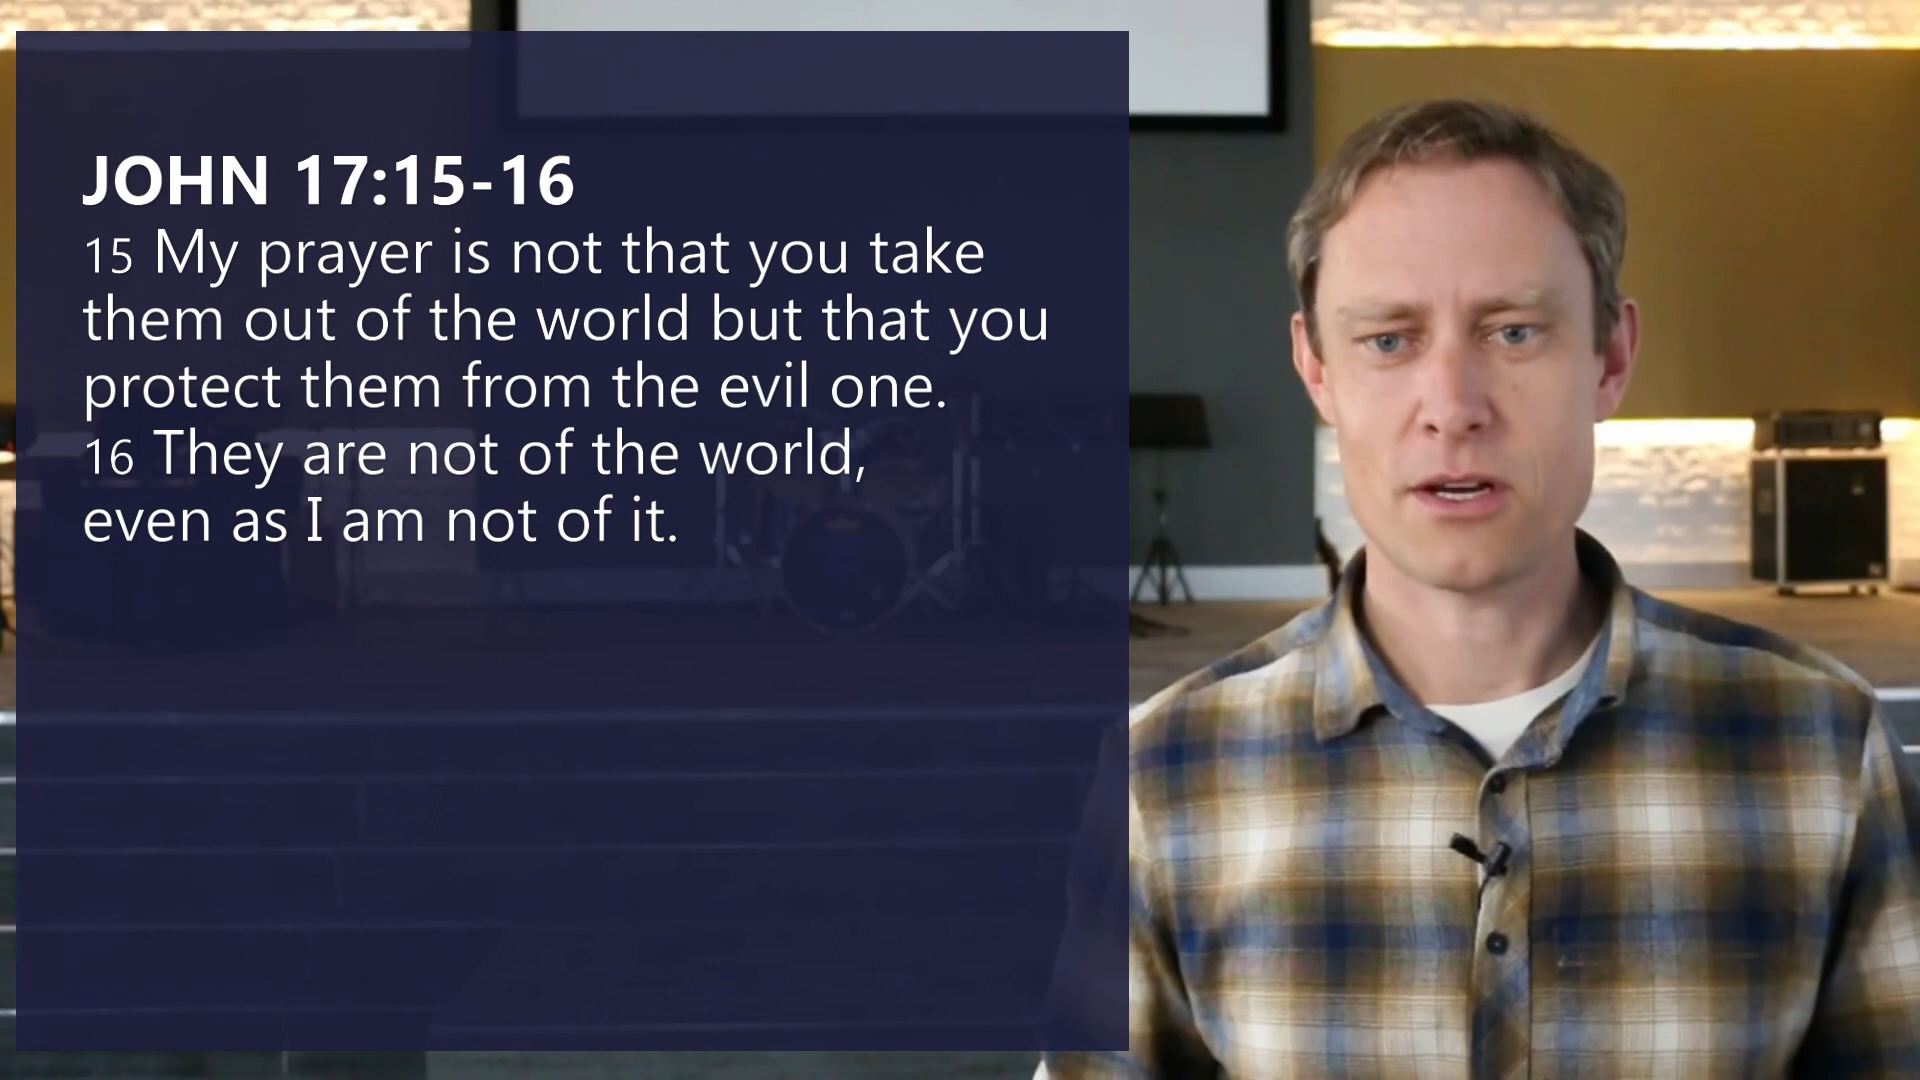 JOHN 17:15-16
15 My prayer is not that you take
them out of the world but that you
protect them from the evil one.
16 They are not of the world,
even as I am not of it.